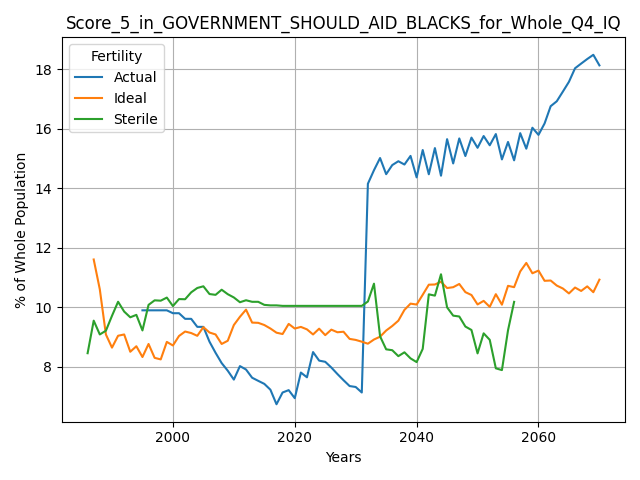 Score_5_in_GOVERNMENT_SHOULD_AID_BLACKS_for_Whole_Q4_IQ
Fertility
Actual
Ideal
Sterile
% of Whole Population
18
16
14
12
10
8
2000
2020
2040
2060
Years